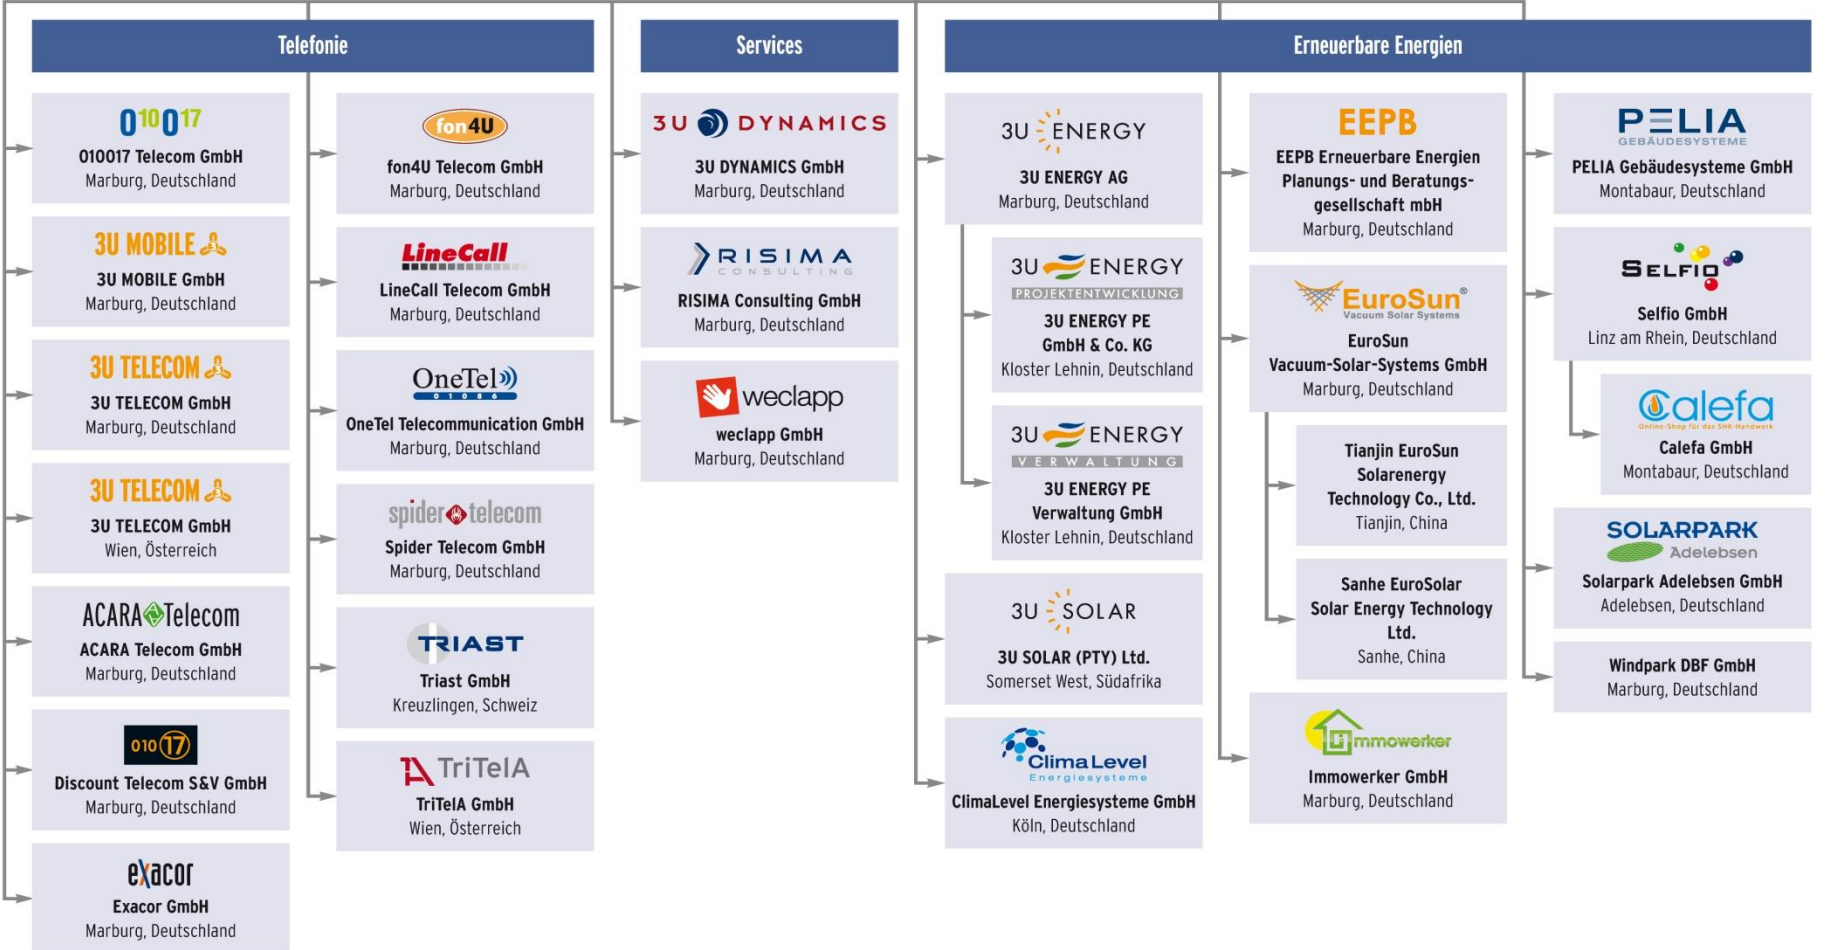 Telefonie
010017
010017 Telecom GmbH
Marburg, Deutschland
3U MOBILE
3U MOBILE GmbH
Marburg, Deutschland
3U TELECOM
3U TELECOM GmbH
Marburg, Deutschland
3U TELECOM
3U TELECOM GmbH
Wien, Österreich
ACARA Telecom
ACARA Telecom GmbH
Marburg, Deutschland
010 17
Discount Telecom S&V GmbH
Marburg, Deutschland
exacor
Exacor GmbH
Marburg, Deutschland
fon4U
fon4U Telecom GmbH
Marburg, Deutschland
LineCall
LineCall Telecom GmbH
Marburg, Deutschland
OneTel
01086
OneTel Telecommunication GmbH
Marburg, Deutschland
spider telecom
Spider Telecom GmbH
Marburg, Deutschland
TRIAST
Triast GmbH
Kreuzlingen, Schweiz
TriTelA
TriTelA GmbH
Wien, Österreich
Services
3U DYNAMICS
3U DYNAMICS GmbH
Marburg, Deutschland
RISIMA
CONSULTING
RISIMA Consulting GmbH
Marburg, Deutschland
weclapp
weclapp GmbH
Marburg, Deutschland
Erneuerbare Energien
3U ENERGY
3U ENERGY AG
Marburg, Deutschland
3U ENERGY
PROJEKTENTWICKLUNG
3U ENERGY PE
GmbH & Co. KG
Kloster Lehnin, Deutschland
3U ENERGY
VERWALTUNG
3U ENERGY PE
Verwaltung GmbH
Kloster Lehnin, Deutschland
3U SOLAR
3U SOLAR (PTY) Ltd.
Somerset West, Südafrika
ClimaLevel
Energiesysteme
ClimaLevel Energiesysteme GmbH
Köln, Deutschland
EEPB
EEPB Erneuerbare Energien
Planungs- und Beratungs-
gesellschaft mbH
Marburg, Deutschland
EuroSun®
Vacuum Solar Systems
EuroSun
Vacuum-Solar-Systems GmbH
Marburg, Deutschland
Tianjin EuroSun
Solarenergy
Technology Co., Ltd.
Tianjin, China
Sanhe EuroSolar
Solar Energy Technology
Ltd.
Sanhe, China
Immowerker
Immowerker GmbH
Marburg, Deutschland
PELIA
GEBÄUDESYSTEME
PELIA Gebäudesysteme GmbH
Montabaur, Deutschland
SELFIO
Selfio GmbH
Linz am Rhein, Deutschland
Calefa
Online-Shop für das SHK-Handwerk
Calefa GmbH
Montabaur, Deutschland
SOLARPARK
Adelebsen
Solarpark Adelebsen GmbH
Adelebsen, Deutschland
Windpark DBF GmbH
Marburg, Deutschland